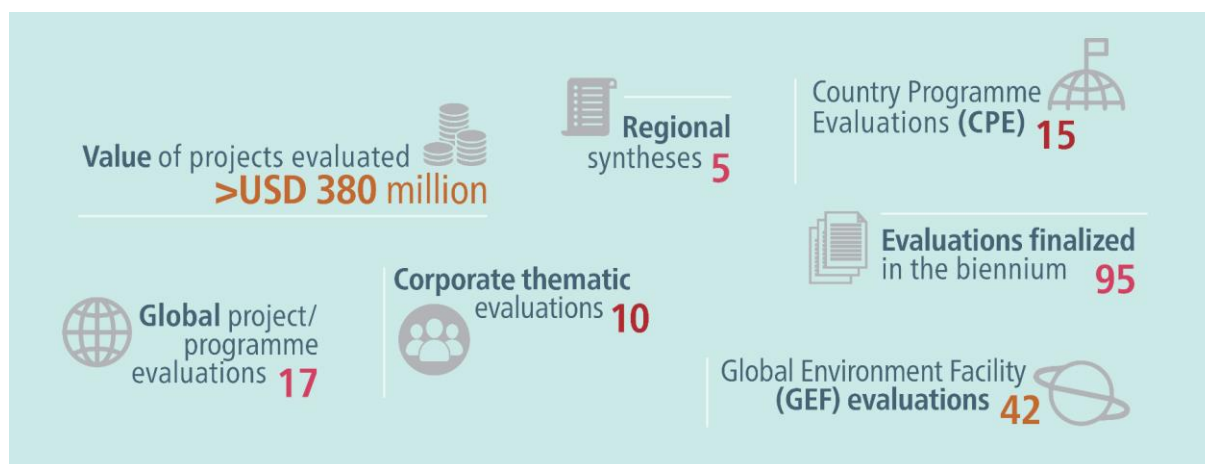 Value of projects evaluated
>USD 380 million
Regional
syntheses 5
Country Programme
Evaluations (CPE) 15
Global project/
programme
evaluations 17
Corporate thematic
evaluations 10
Evaluations finalized
in the biennium 95
Global Environment Facility
(GEF) evaluations 42